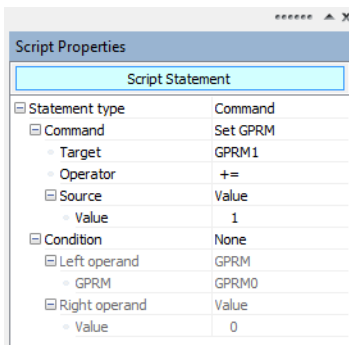 Script Properties
Script Statement
Statement type Command
Command Set GPRM
Target GPRM1
Operator +=
Source Value
Value 1
Condition None
Left operand GPRM
GPRM GPRM0
Right operand Value
Value 0